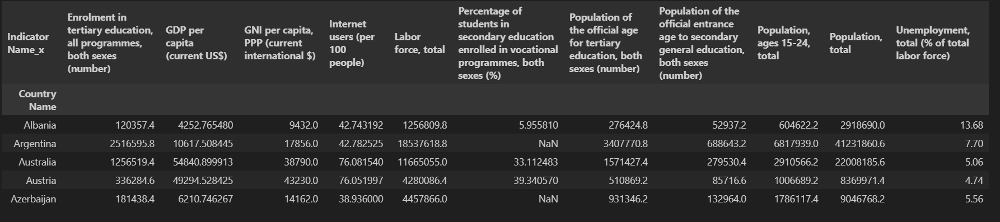 Indicator Name_x | Enrolment in tertiary education, all programmes, both sexes (number) | GDP per capita (current US$) | GNI per capita, PPP (current international $) | Internet users (per 100 people) | Labor force, total | Percentage of students in secondary education enrolled in vocational programmes, both sexes (%) | Population of the official age for tertiary education, both sexes (number) | Population of the official entrance age to secondary general education, both sexes (number) | Population, ages 15-24, total | Population, total | Unemployment, total (% of total labor force)
Country Name
Albania 120357.4 4252.765480 9432.0 42.743192 1256809.8 5.955810 276424.8 52937.2 604622.2 2918690.0 13.68
Argentina 2516595.8 10617.508445 17856.0 42.782525 18537618.8 NaN 3407770.8 688643.2 6817939.0 41231860.6 7.70
Australia 1256519.4 54840.899913 38790.0 76.081540 11665055.0 33.112483 1571427.4 279530.4 2910566.2 22008185.6 5.06
Austria 336284.6 49294.528425 43230.0 76.051997 4280086.4 39.340570 510869.2 85716.6 1006689.2 8369971.4 4.74
Azerbaijan 181438.4 6210.746267 14162.0 38.936000 4457866.0 NaN 931346.2 132964.0 1786117.4 9046768.2 5.56